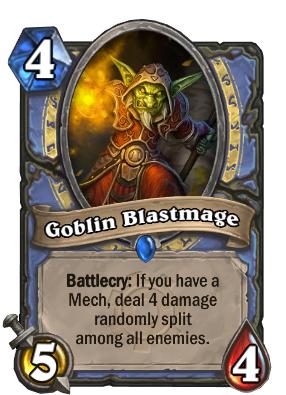 4
Goblin Blastmage
Battlecry: If you have a
Mech, deal 4 damage
randomly split
among all enemies.
5
4